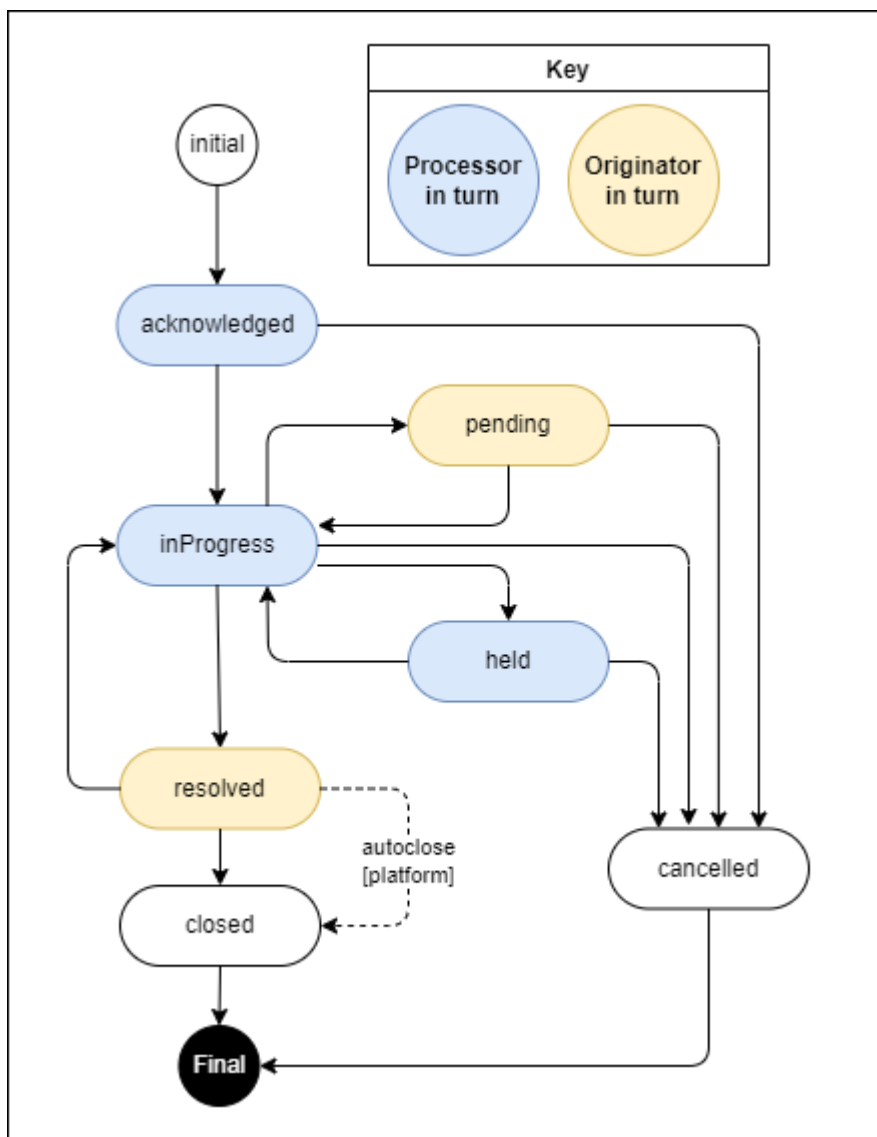 Key
initial
Processor
in turn
Originator
in turn
acknowledged
pending
inProgress
held
resolved
autoclose
[platform]
cancelled
closed
Final